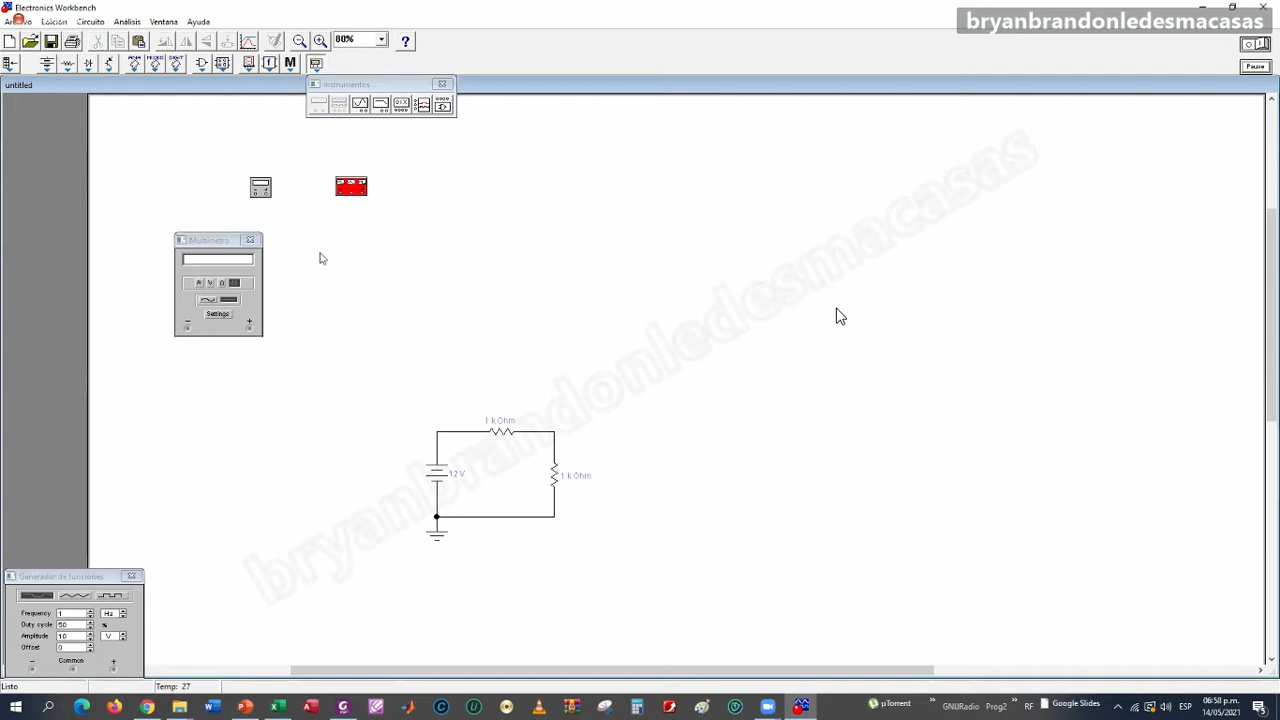 Electronics Workbench
Archivo Edición Circuito Análisis Ventana Ayuda
bryanbrandonledesmacasas
80%
?
M
Pause
untitled
Instrumentos
Multimetro
A V Ω
Settings
- +
1 k Ohm
12 V
1 k Ohm
bryanbrandonledesmacasas
Generador de funciones
Frequency 1 Hz
Duty cycle 50 %
Amplitude 10 V
Offset 0
- Common +
Listo
Temp: 27
µTorrent
GNURadio
Prog2
RF
Google Slides
ESP
06:58 p.m.
14/05/2021